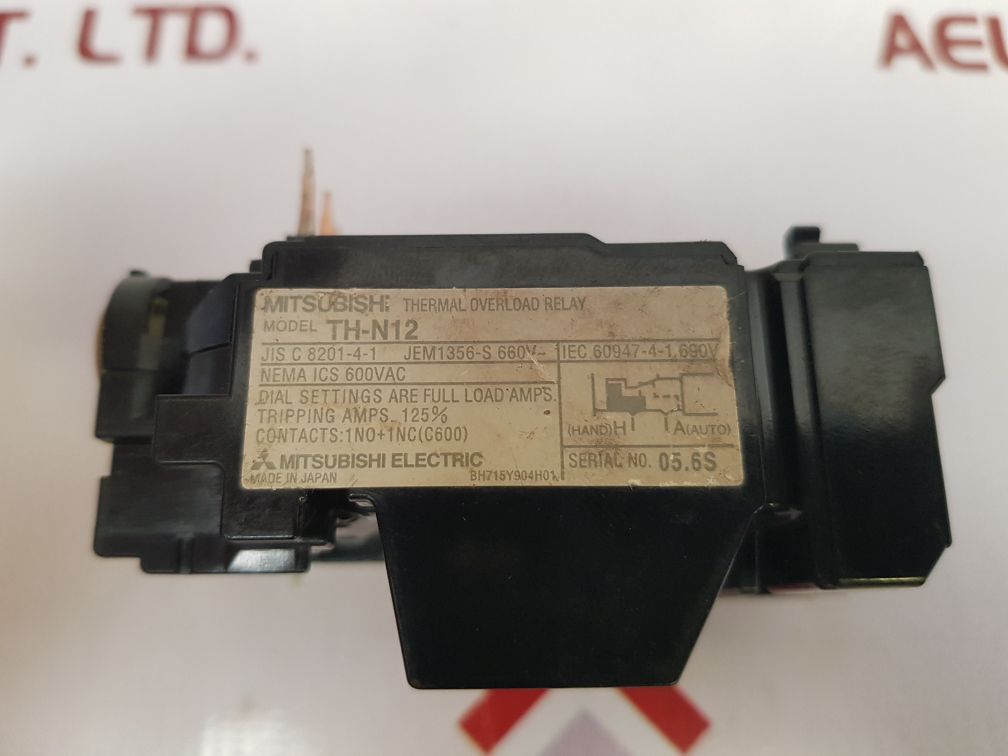 T. LTD.
AEU
MITSUBISHI THERMAL OVERLOAD RELAY
MODEL TH-N12
JIS C 8201-4-1 JEM1356-S 660V~ IEC 60947-4-1,690V
NEMA ICS 600VAC
DIAL SETTINGS ARE FULL LOAD AMPS.
TRIPPING AMPS. 125%
CONTACTS:1NO+1NC(C600)
(HAND)H A(AUTO)
MITSUBISHI ELECTRIC
MADE IN JAPAN BH715Y904H01
SERIAL NO. 05.6S